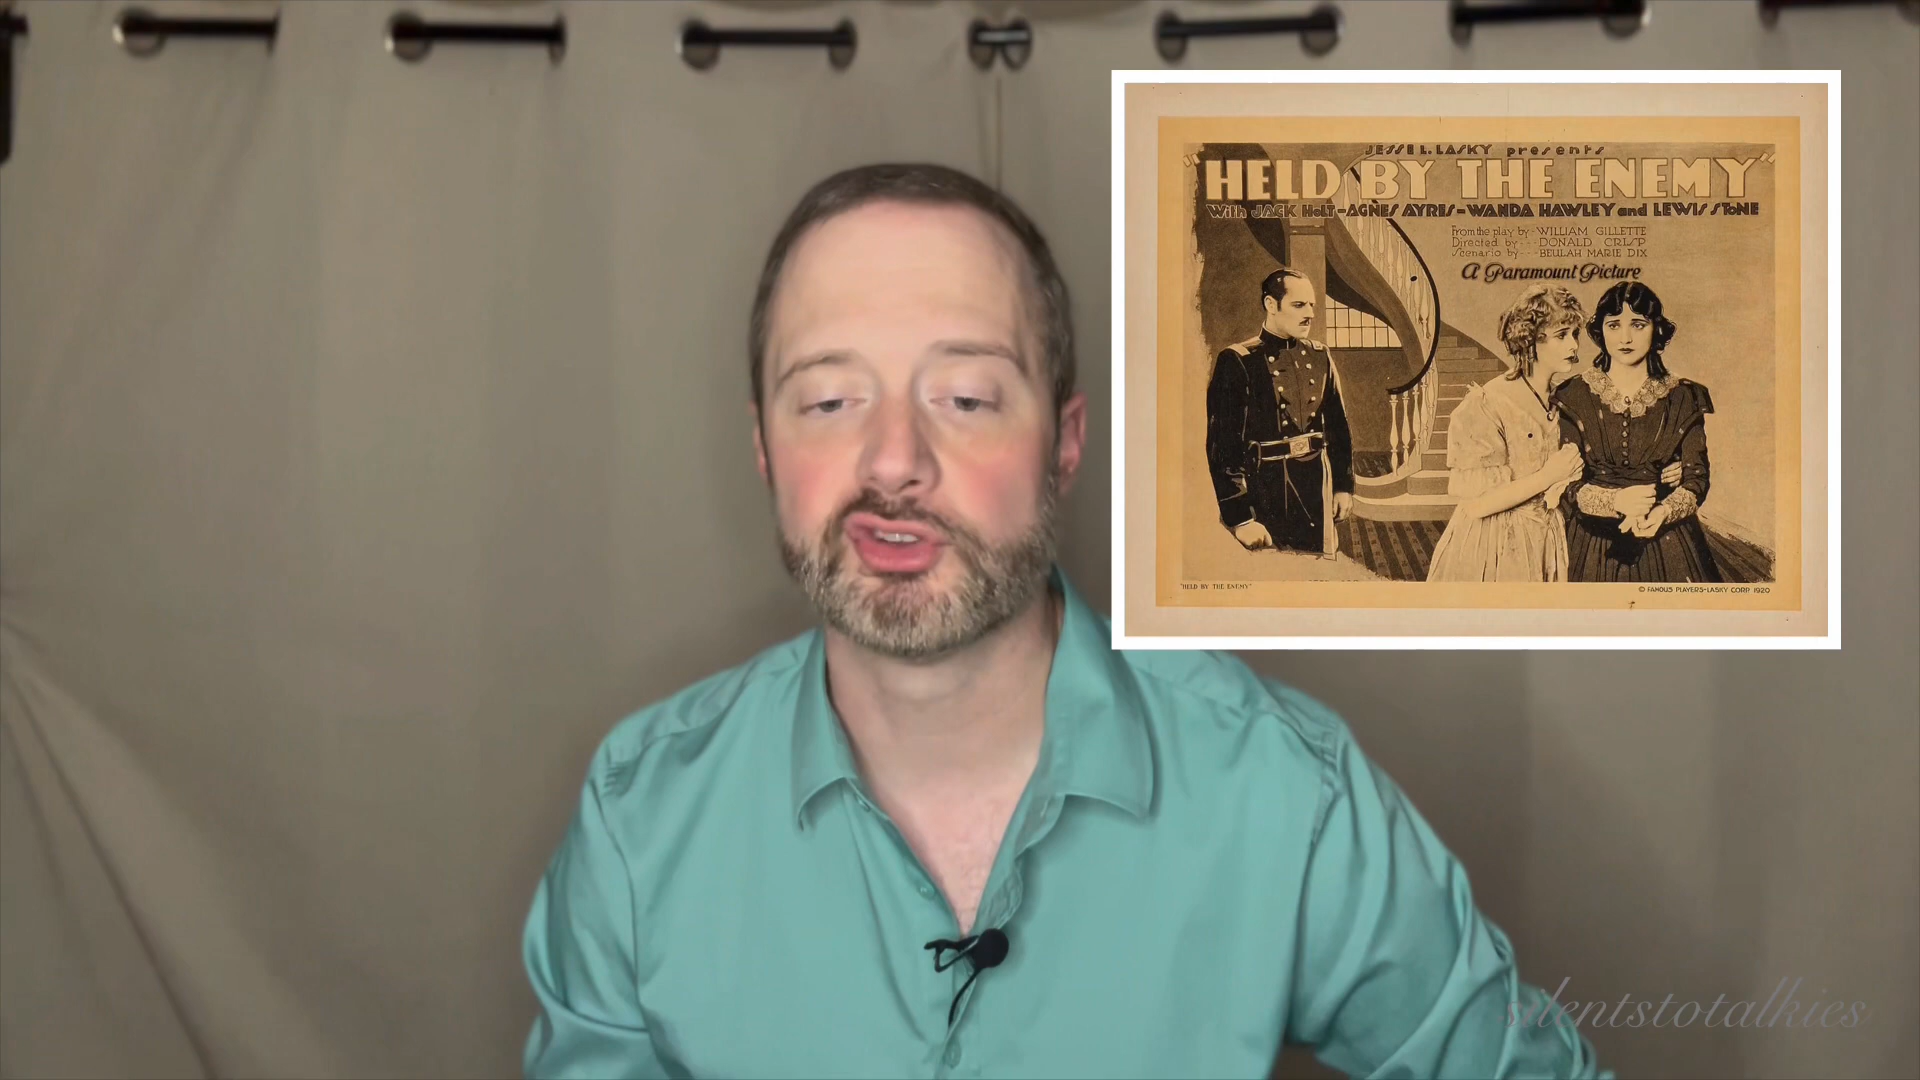 JESSE L. LASKY presents
"HELD BY THE ENEMY"
With JACK HOLT-AGNES AYRES-WANDA HAWLEY and LEWIS STONE
From the play by--WILLIAM GILLETTE
Directed by---DONALD CRISP
Scenario by---BEULAH MARIE DIX
A Paramount Picture
"HELD BY THE ENEMY"
© FAMOUS PLAYERS-LASKY CORP. 1920
silentstotalkies